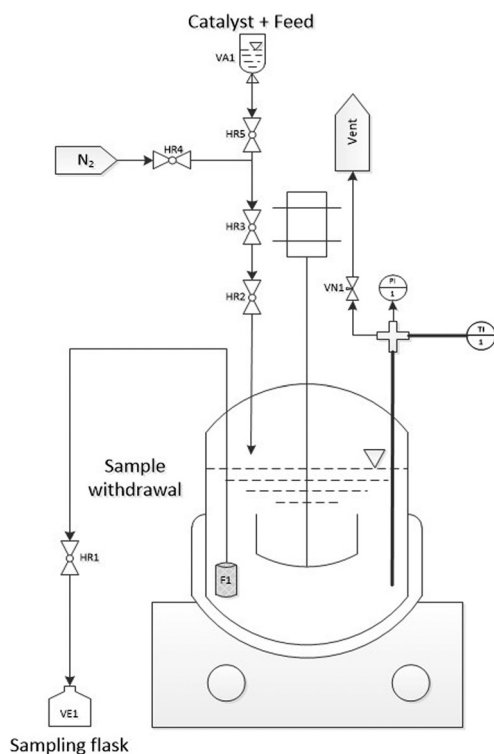 Catalyst + Feed
VA1
HR5
N2
HR4
Vent
HR3
HR2
VN1
PI
1
TI
1
Sample
withdrawal
HR1
F1
VE1
Sampling flask